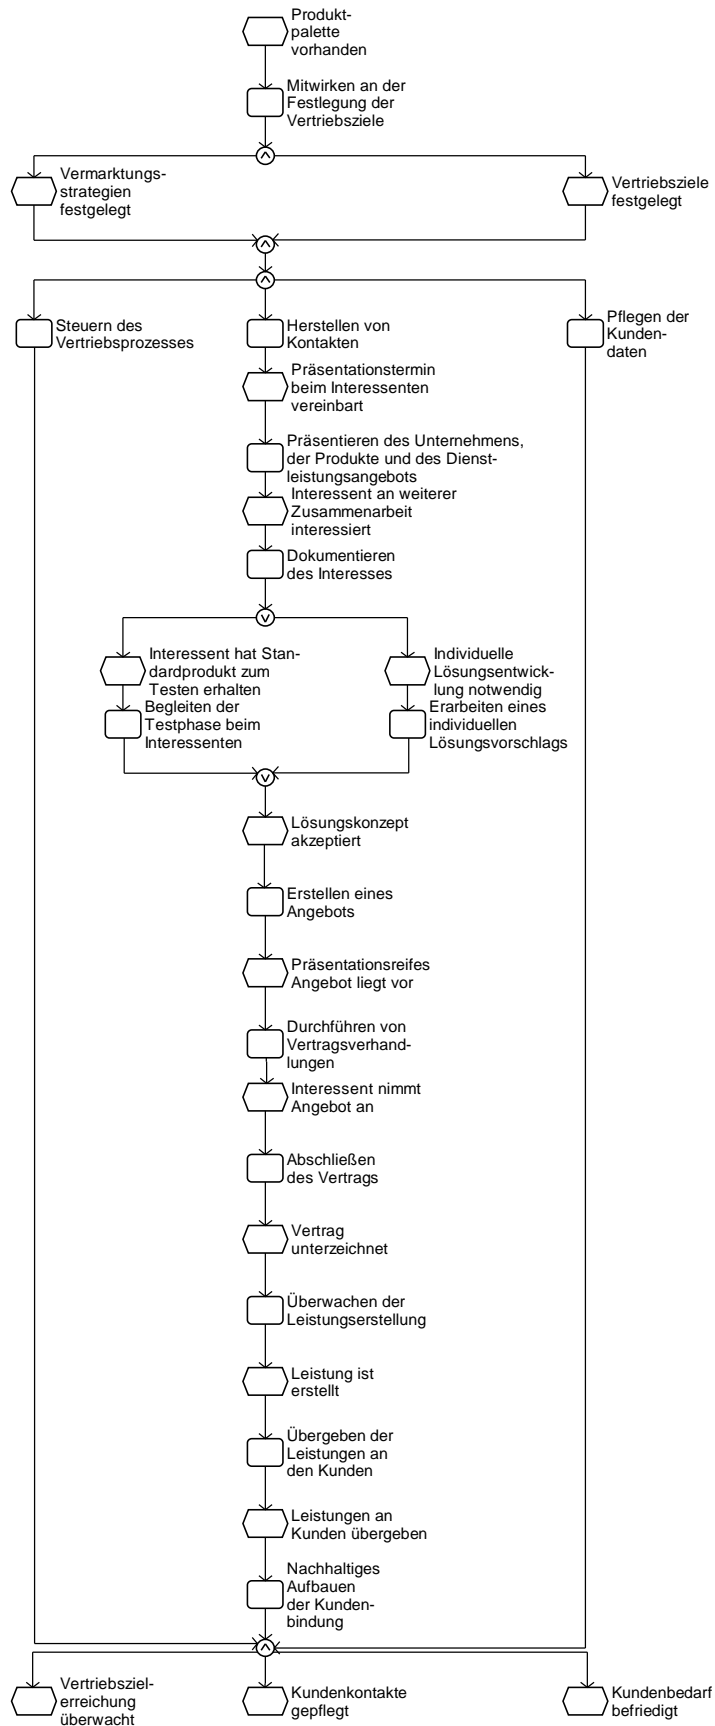 Produkt-
palette
vorhanden
Mitwirken an der
Festlegung der
Vertriebsziele
Vermarktungs-
strategien
festgelegt
Vertriebsziele
festgelegt
Steuern des
Vertriebsprozesses
Herstellen von
Kontakten
Pflegen der
Kunden-
daten
Präsentationstermin
beim Interessenten
vereinbart
Präsentieren des Unternehmens,
der Produkte und des Dienst-
leistungsangebots
Interessent an weiterer
Zusammenarbeit
interessiert
Dokumentieren
des Interesses
Interessent hat Stan-
dardprodukt zum
Testen erhalten
Individuelle
Lösungsentwick-
lung notwendig
Begleiten der
Testphase beim
Interessenten
Erarbeiten eines
individuellen
Lösungsvorschlags
Lösungskonzept
akzeptiert
Erstellen eines
Angebots
Präsentationsreifes
Angebot liegt vor
Durchführen von
Vertragsverhand-
lungen
Interessent nimmt
Angebot an
Abschließen
des Vertrags
Vertrag
unterzeichnet
Überwachen der
Leistungserstellung
Leistung ist
erstellt
Übergeben der
Leistungen an
den Kunden
Leistungen an
Kunden übergeben
Nachhaltiges
Aufbauen
der Kunden-
bindung
Vertriebsziel-
erreichung
überwacht
Kundenkontakte
gepflegt
Kundenbedarf
befriedigt